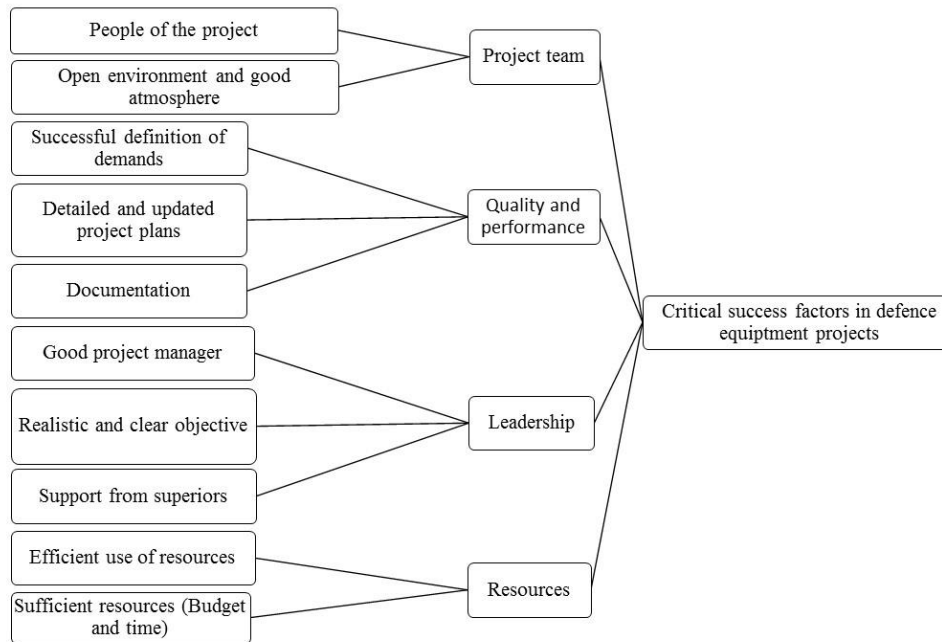 People of the project
Open environment and good
atmosphere
Project team
Successful definition of
demands
Detailed and updated
project plans
Documentation
Quality and
performance
Good project manager
Realistic and clear objective
Support from superiors
Leadership
Efficient use of resources
Sufficient resources (Budget
and time)
Resources
Critical success factors in defence
equiptment projects